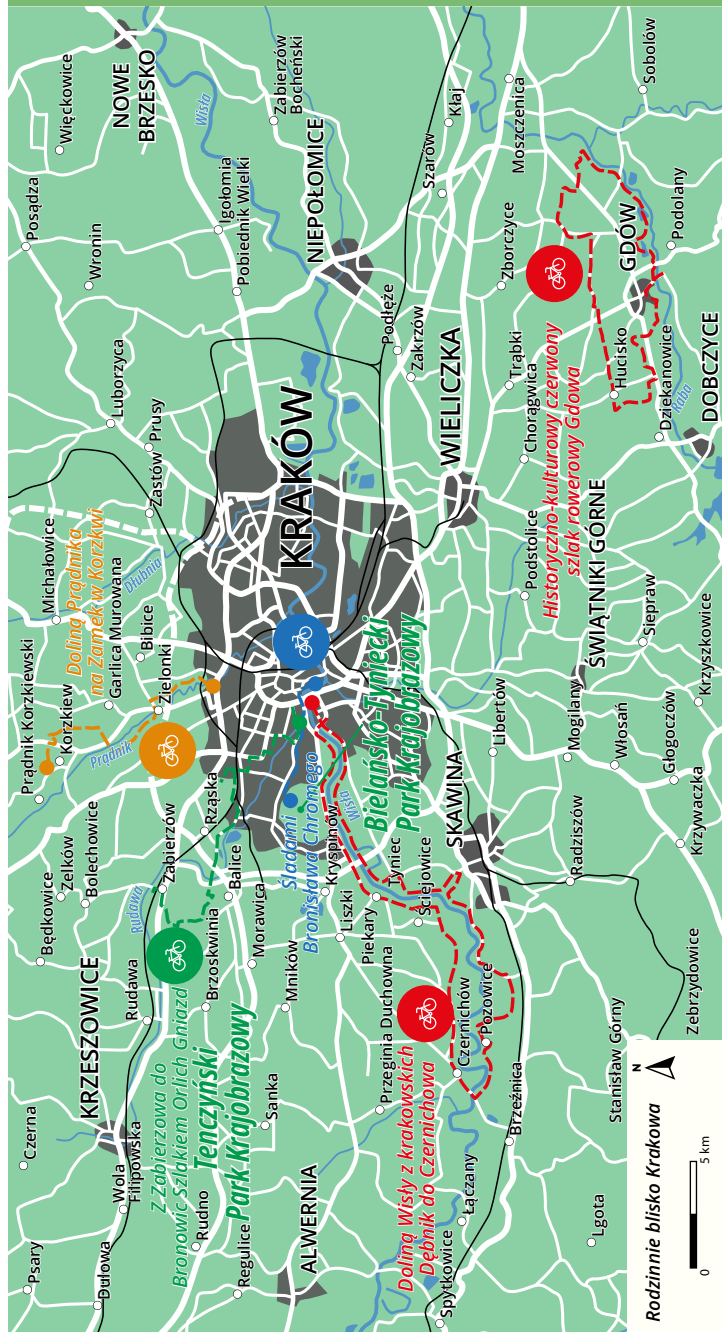 Psary
Czerna
Dulowa
Wola
Filipowska
KRZESZOWICE
Rudawa
Rudawa
Będkowice
Zelków
Bolechowice
Zabierzów
Prądnik Korzkiewski
Korzkiew
Prądnik
Doliną Prądnika
na Zamek w Korzkwi
Michałowice
Garlica Murowana
Bibice
Zielonki
Dłubnia
Zastów
Prusy
Luborzyca
Wronin
Posądza
Więckowice
NOWE
BRZESKO
Wisła
Igołomia
Pobiednik Wielki
Zabierzów
Bocheński
Z Zabierzowa do
Bronowic Szlakiem Orlich Gniazd
Tenczyński
Park Krajobrazowy
Rudno
Regulice
Brzoskwinia
Rząska
Balice
Morawica
Mników
Sanka
ALWERNIA
Śladami
Bronisława Chromego
Kryspinów
Liszki
KRAKÓW
NIEPOŁOMICE
Podłęże
Zakrzów
Szarów
Kłaj
Bielańsko-Tyniecki
Park Krajobrazowy
Wisła
Piekary
Tyniec
Ściejowice
Przeginia Duchowna
Doliną Wisły z krakowskich
Dębnik do Czernichowa
Czernichów
Pozowice
Łączany
Spytkowice
Brzeźnica
SKAWINA
WIELICZKA
Libertów
Podstolice
Chorągwica
Trąbki
Zborczyce
Moszczenica
Historyczno-kulturowy czerwony
szlak rowerowy Gdowa
Radziszów
Mogilany
Włosań
Głogoczów
Krzywaczka
ŚWIĄTNIKI GÓRNE
Siepraw
Krzyszkowice
Hucisko
GDÓW
Dziekanowice
Raba
DOBCZYCE
Podolany
Sobolów
Lgota
Stanisław Górny
Zebrzydowice
Rodzinnie blisko Krakowa
N
0
5 km